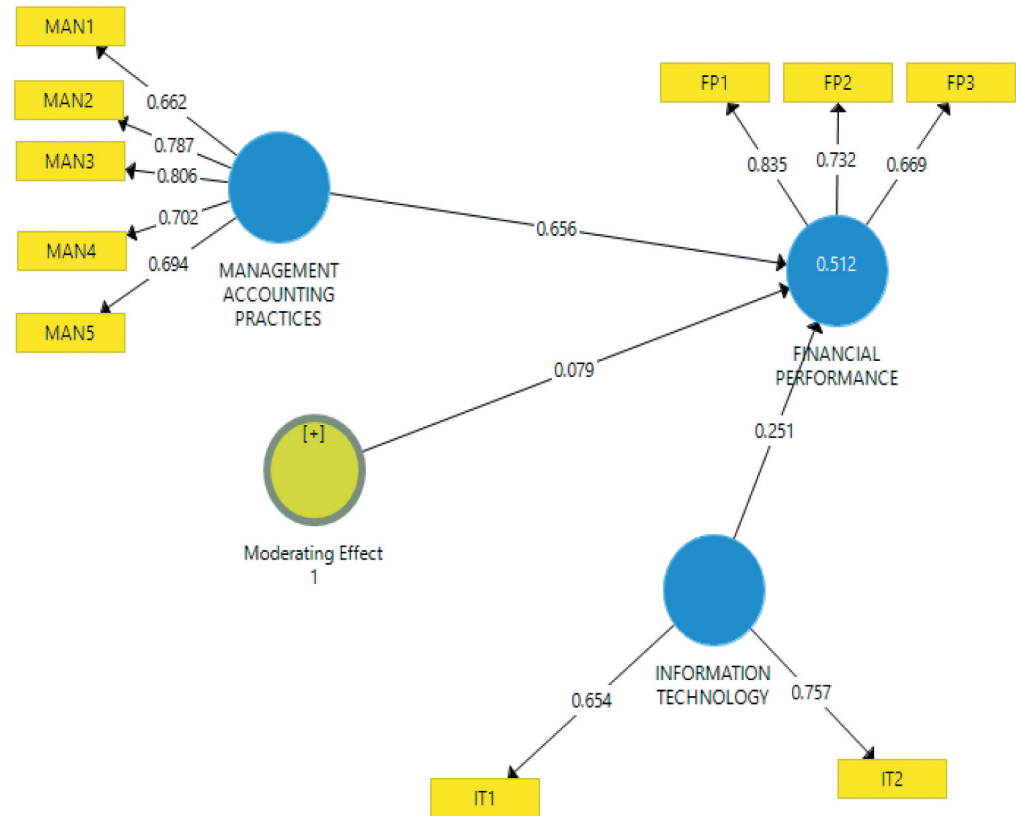 MAN1
MAN2
MAN3
MAN4
MAN5
0.662
0.787
0.806
0.702
0.694
MANAGEMENT
ACCOUNTING
PRACTICES
0.656
FP1
FP2
FP3
0.835
0.732
0.669
0.512
FINANCIAL
PERFORMANCE
0.079
[+]
Moderating Effect
1
0.251
INFORMATION
TECHNOLOGY
0.654
0.757
IT1
IT2